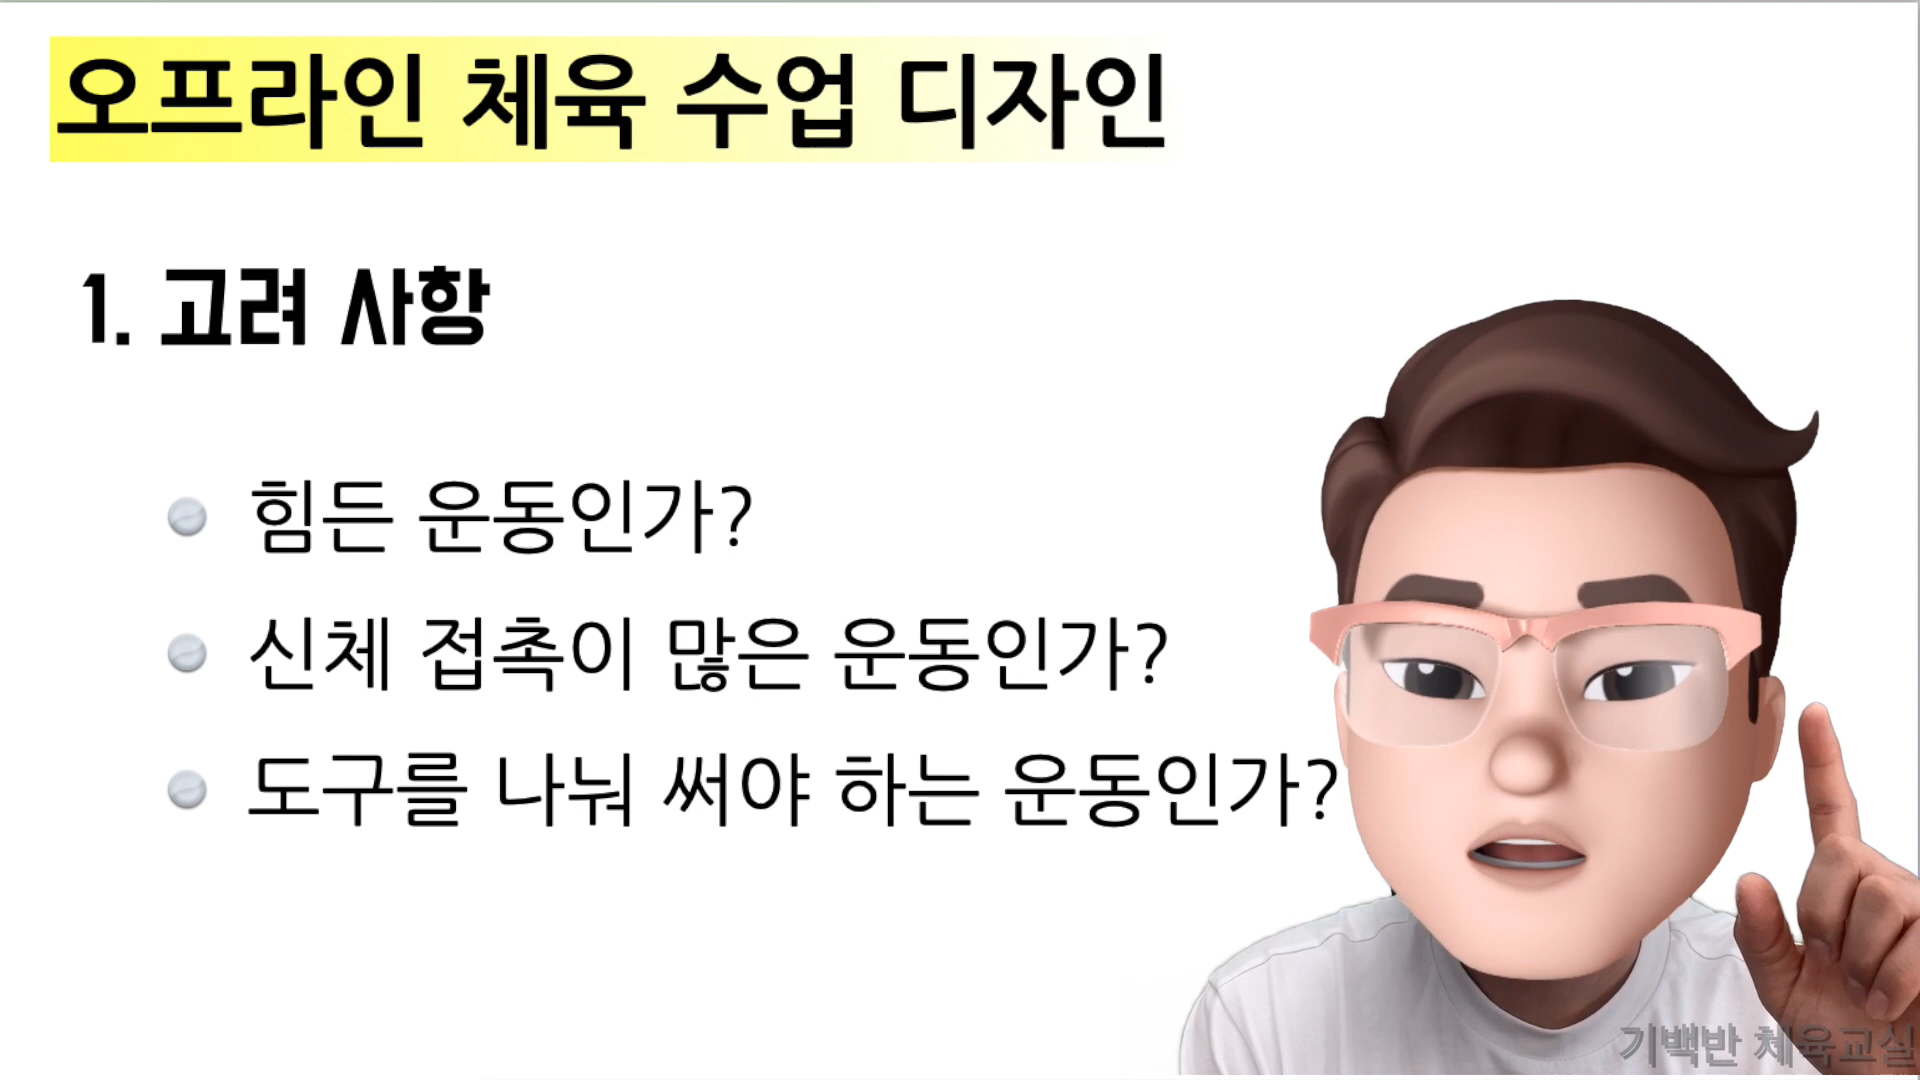 오프라인 체육 수업 디자인
1. 고려 사항
힘든 운동인가?
신체 접촉이 많은 운동인가?
도구를 나눠 써야 하는 운동인가?
기백반 체육교실